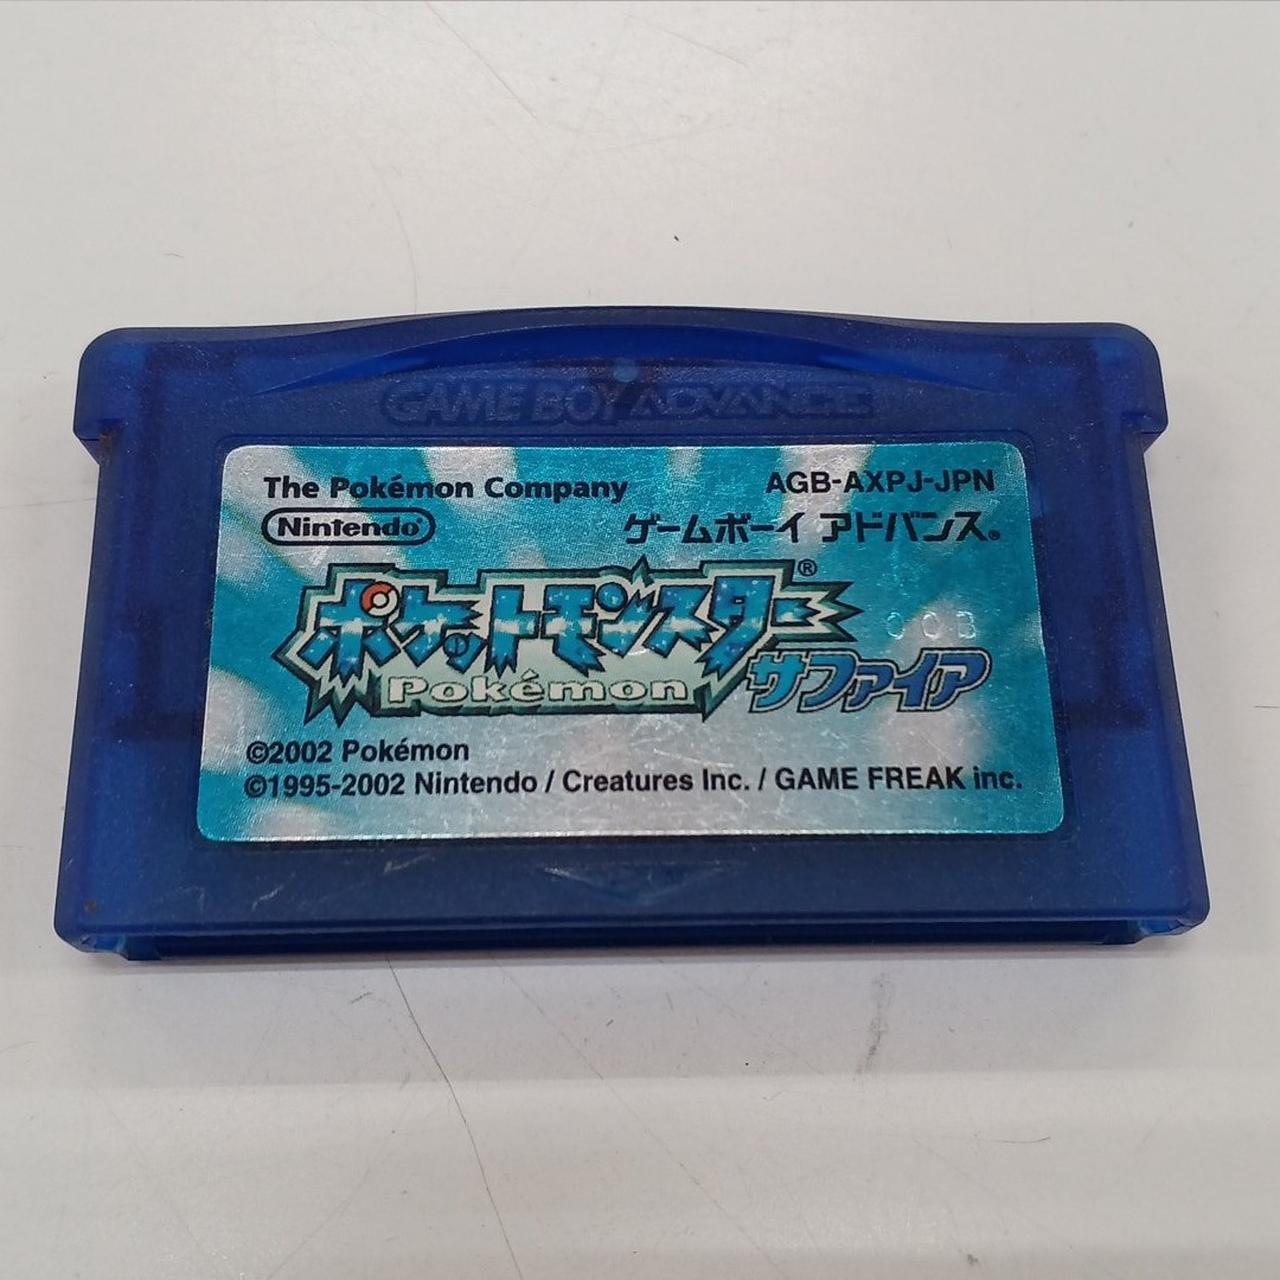 GAME BOY ADVANCE
The Pokémon Company
AGB-AXPJ-JPN
Nintendo®
ゲームボーイ アドバンス®
ポケットモンスター®
00B
Pokémon
サファイア
©2002 Pokémon
©1995-2002 Nintendo / Creatures Inc. / GAME FREAK inc.